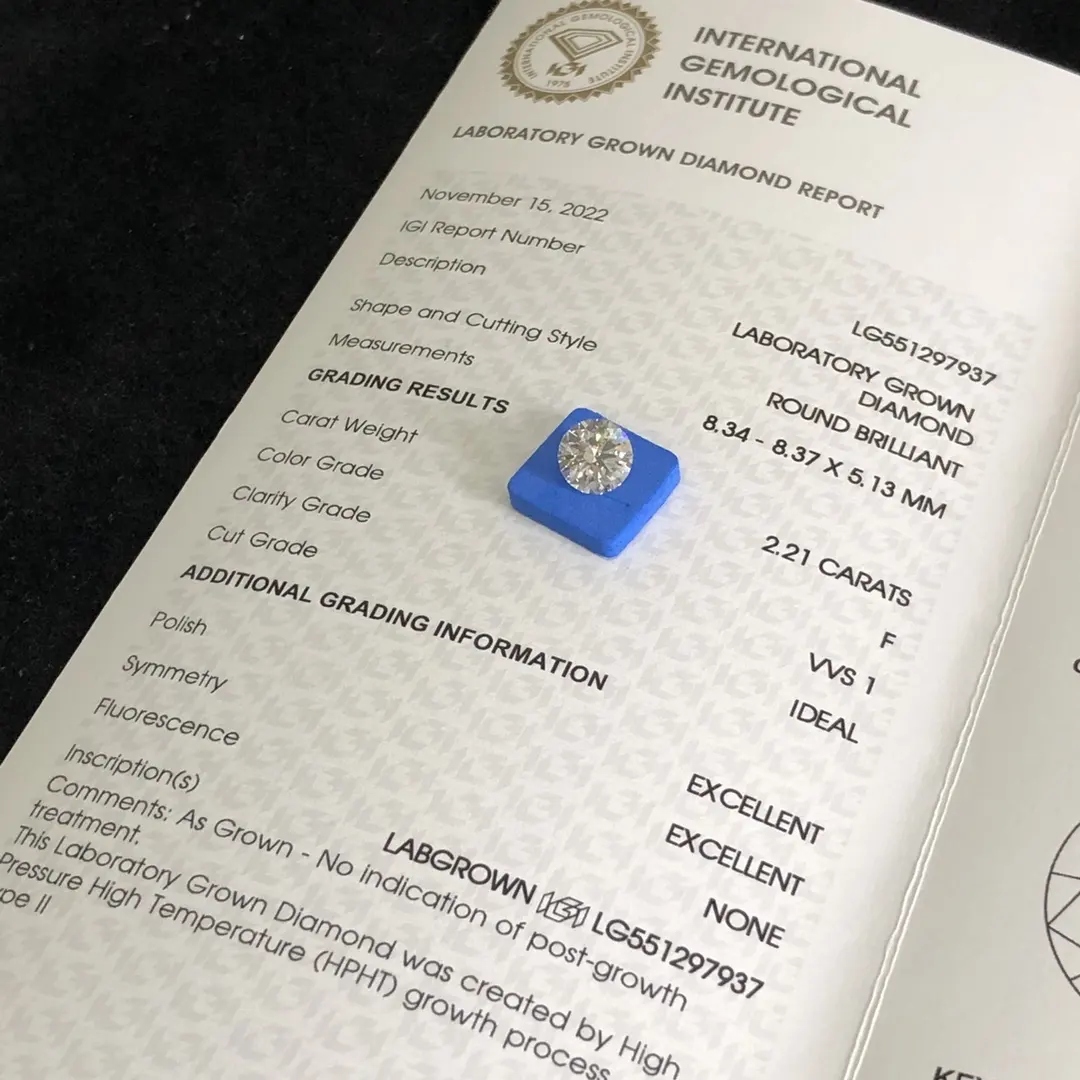 INTERNATIONAL GEMOLOGICAL INSTITUTE
1975
INTERNATIONAL
GEMOLOGICAL
INSTITUTE
LABORATORY GROWN DIAMOND REPORT
November 15, 2022
IGI Report Number LG551297937
Description LABORATORY GROWN
DIAMOND
Shape and Cutting Style ROUND BRILLIANT
Measurements 8.34 - 8.37 X 5.13 MM
GRADING RESULTS
Carat Weight 2.21 CARATS
Color Grade F
Clarity Grade VVS 1
Cut Grade IDEAL
ADDITIONAL GRADING INFORMATION
Polish EXCELLENT
Symmetry EXCELLENT
Fluorescence NONE
Inscription(s) LABGROWN IGI LG551297937
Comments: As Grown - No indication of post-growth
treatment.
This Laboratory Grown Diamond was created by High
Pressure High Temperature (HPHT) growth process.
pe II